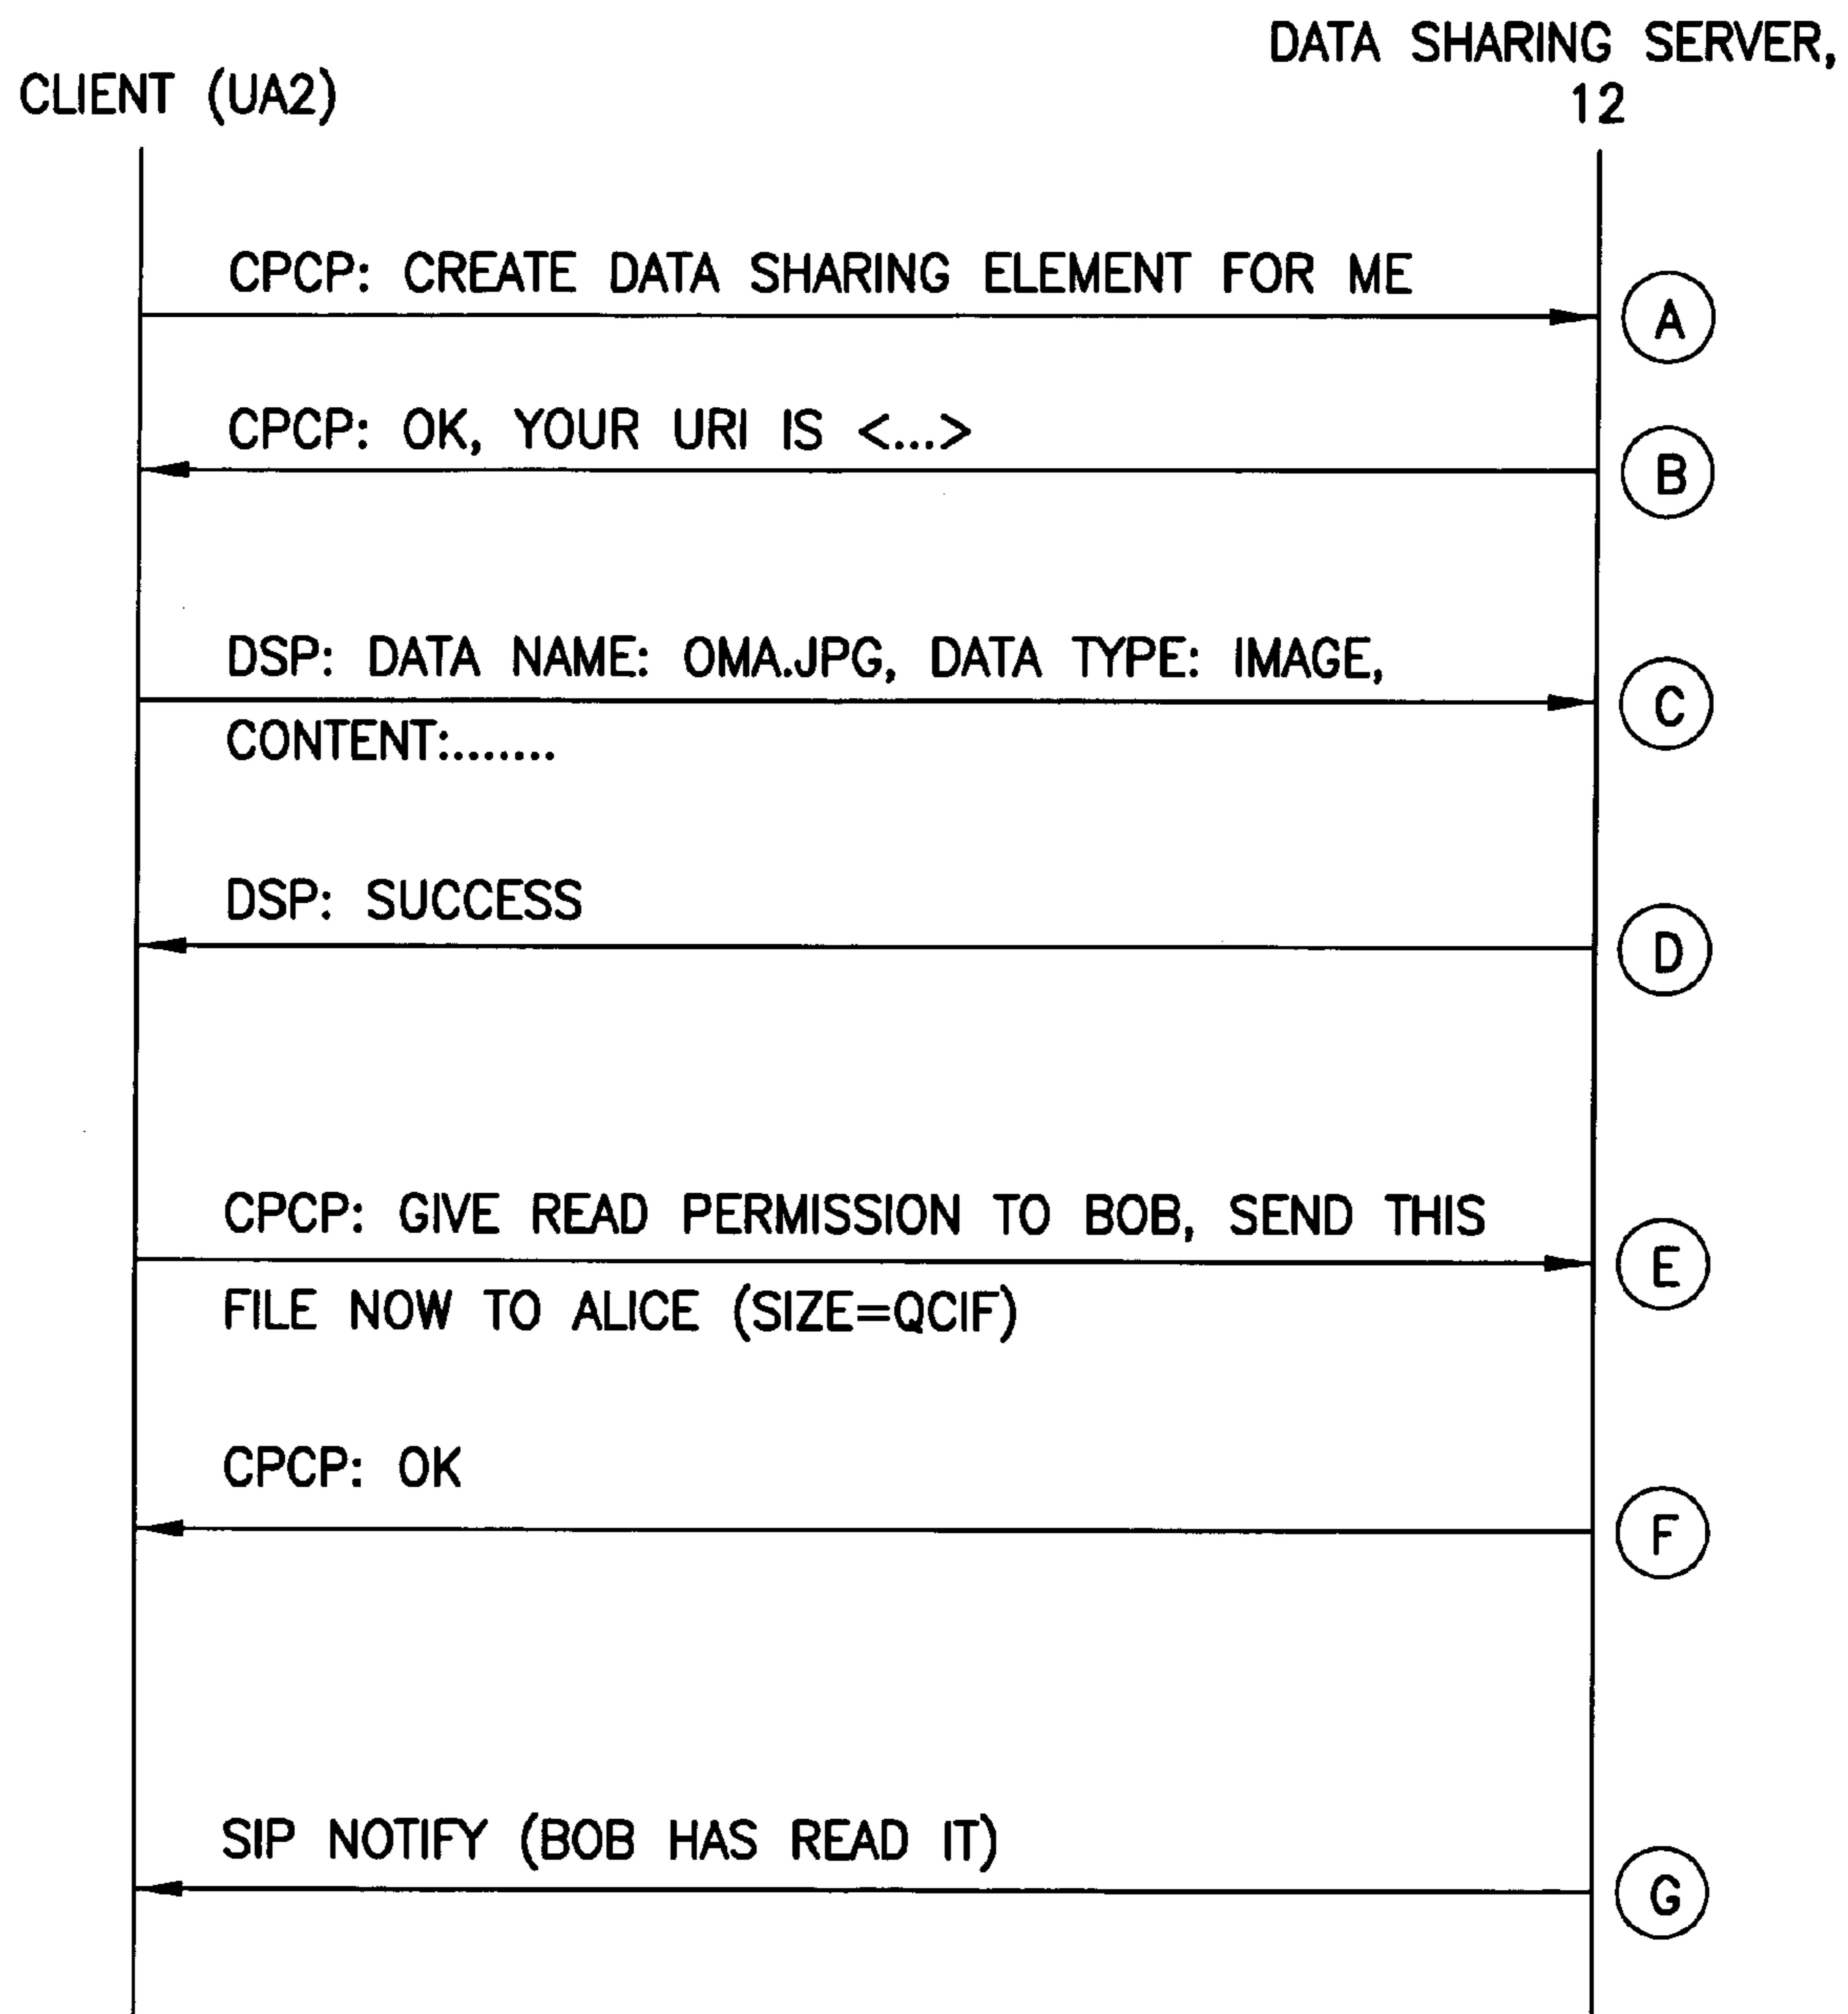 DATA SHARING SERVER,
12
CLIENT (UA2)
CPCP: CREATE DATA SHARING ELEMENT FOR ME
A
CPCP: OK, YOUR URI IS <...>
B
DSP: DATA NAME: OMA.JPG, DATA TYPE: IMAGE,
C
CONTENT:.......
DSP: SUCCESS
D
CPCP: GIVE READ PERMISSION TO BOB, SEND THIS
E
FILE NOW TO ALICE (SIZE=QCIF)
CPCP: OK
F
SIP NOTIFY (BOB HAS READ IT)
G